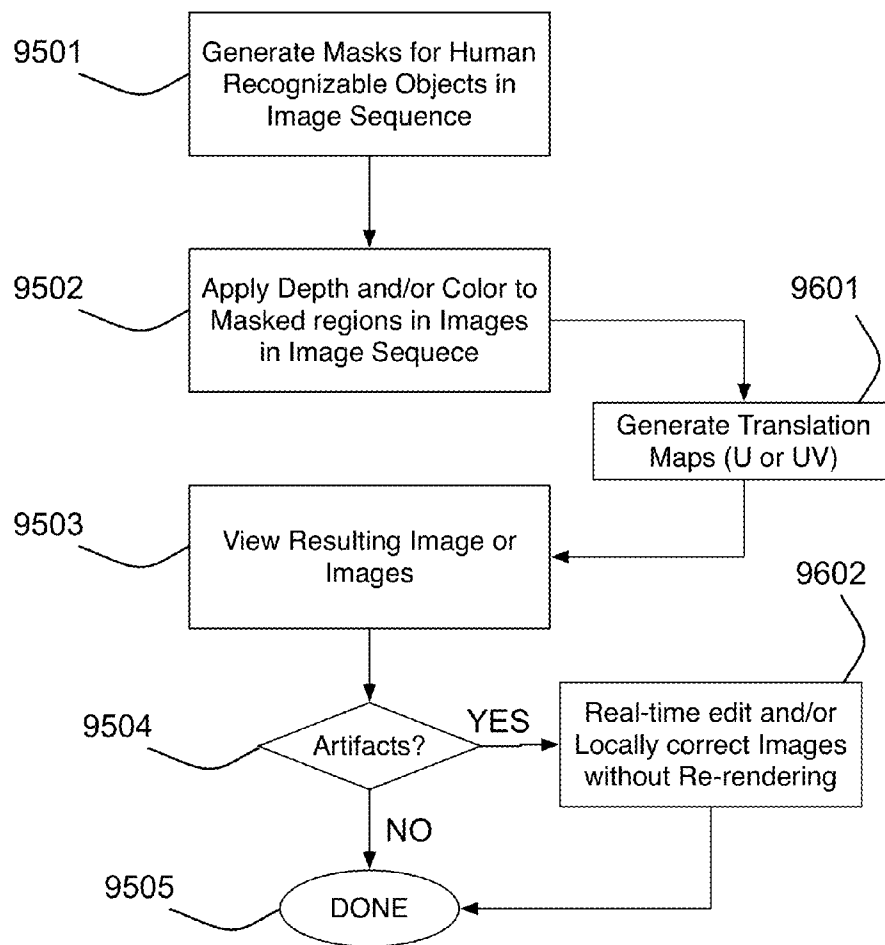 9501
Generate Masks for Human
Recognizable Objects in
Image Sequence
9502
Apply Depth and/or Color to
Masked regions in Images
in Image Sequece
9601
Generate Translation
Maps (U or UV)
9503
View Resulting Image or
Images
9602
9504
Artifacts?
YES
Real-time edit and/or
Locally correct Images
without Re-rendering
NO
9505
DONE